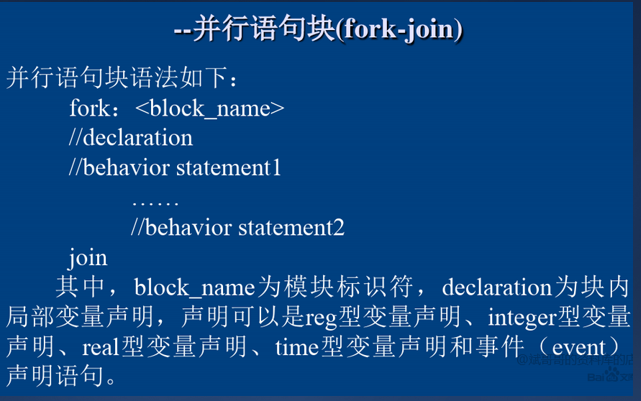 --并行语句块(fork-join)
并行语句块语法如下：
fork：<block_name>
//declaration
//behavior statement1
……
//behavior statement2
join
其中，block_name为模块标识符，declaration为块内
局部变量声明，声明可以是reg型变量声明、integer型变量
声明、real型变量声明、time型变量声明和事件（event）
声明语句。